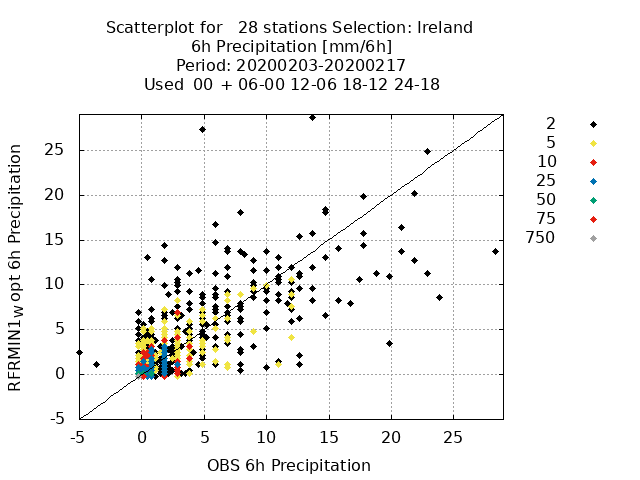 Scatterplot for   28 stations Selection: Ireland
6h Precipitation [mm/6h]
Period: 20200203-20200217
Used  00 + 06-00 12-06 18-12 24-18
2
5
10
25
50
75
750
25
20
15
10
5
0
-5
-5 0 5 10 15 20 25
RFRMIN1_W opt 6h Precipitation
OBS 6h Precipitation